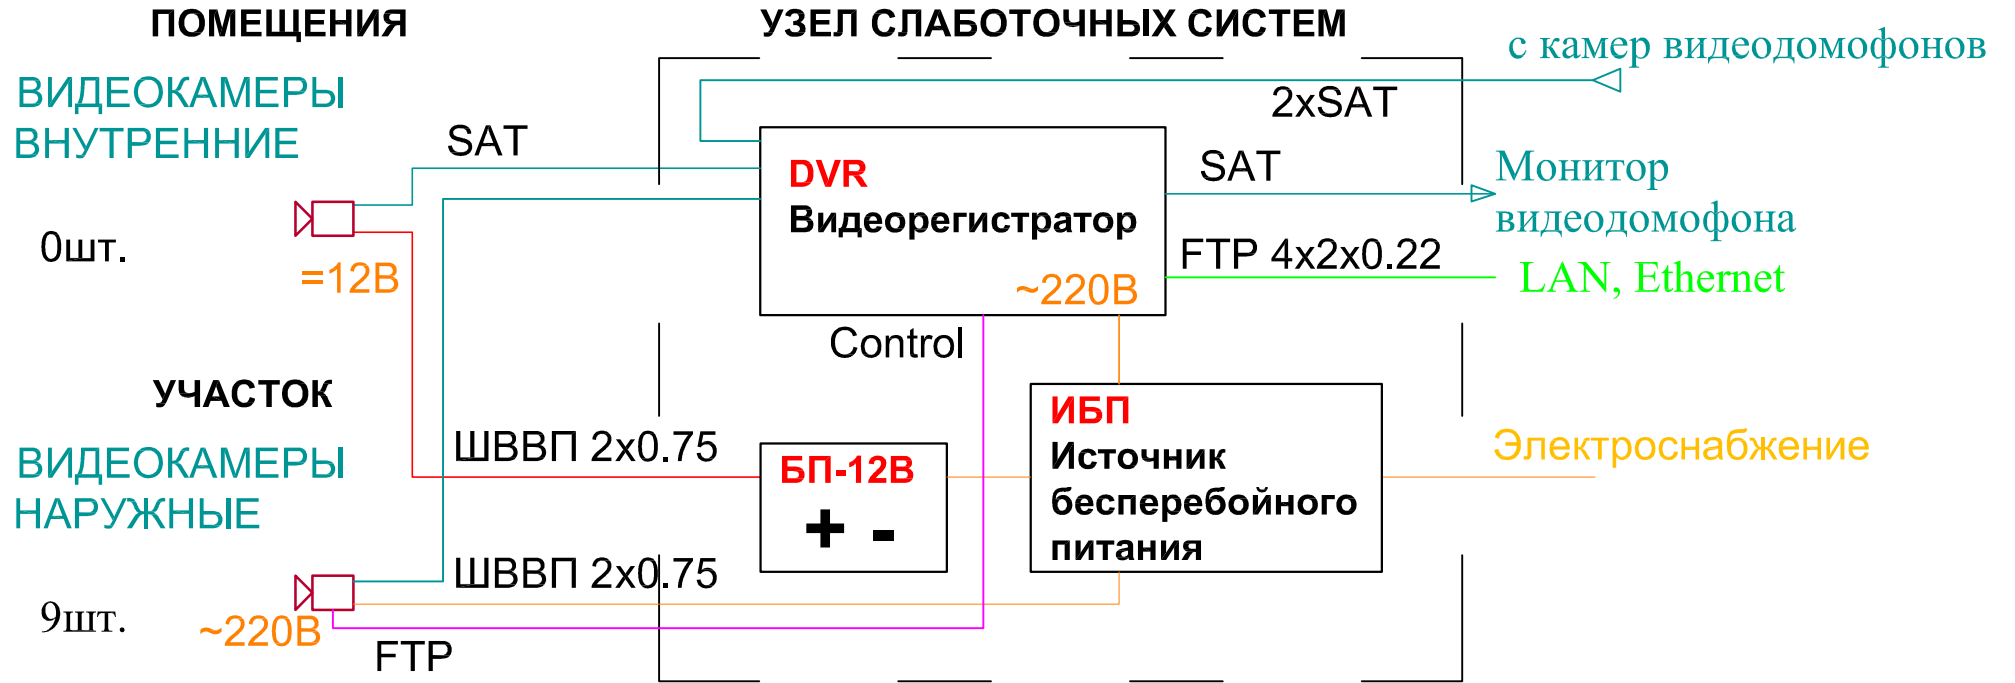 ПОМЕЩЕНИЯ
УЗЕЛ СЛАБОТОЧНЫХ СИСТЕМ
с камер видеодомофонов
ВИДЕОКАМЕРЫ
ВНУТРЕННИЕ
SAT
2xSAT
DVR
Видеорегистратор
~220В
SAT
Монитор
видеодомофона
0шт.
=12В
FTP 4x2x0.22
LAN, Ethernet
Control
УЧАСТОК
ВИДЕОКАМЕРЫ
НАРУЖНЫЕ
ШВВП 2x0.75
БП-12В
+ -
ИБП
Источник
бесперебойного
питания
Электроснабжение
ШВВП 2x0.75
9шт.
~220В
FTP